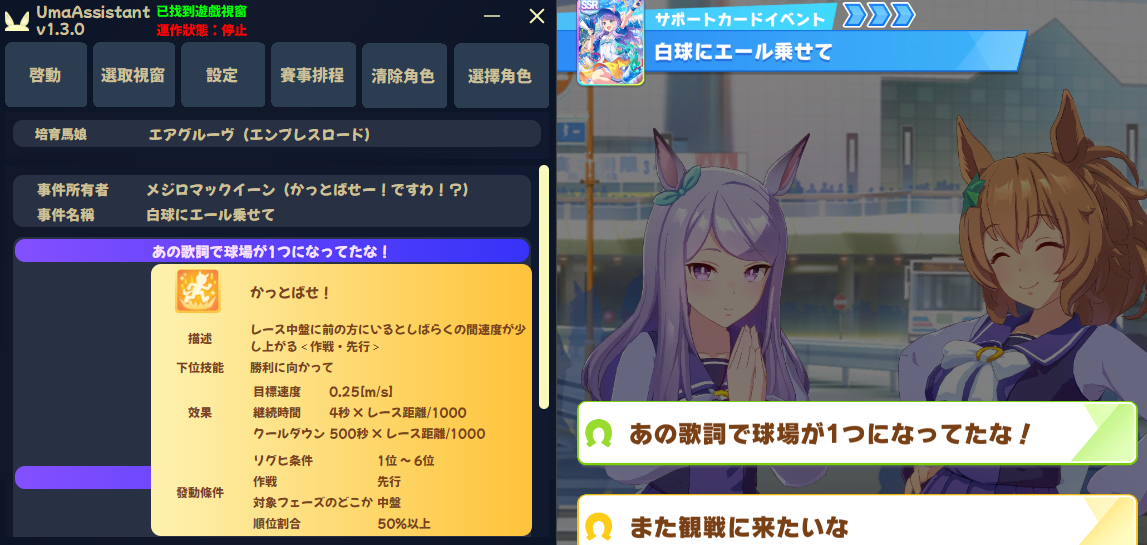 UmaAssistant 已找到遊戲視窗
v1.3.0 運作狀態：停止
啓動 選取視窗 設定 賽事排程 清除角色 選擇角色
培育馬娘 エアグルーヴ（エンプレスロード）
事件所有者 メジロマックイーン（かっとばせー！ですわ！？）
事件名稱 白球にエール乗せて
あの歌詞で球場が1つになってたな！
かっとばせ！
描述 レース中盤に前の方にいるとしばらくの間速度が少
し上がる＜作戦・先行＞
下位技能 勝利に向かって
効果
目標速度 0.25[m/s]
継続時間 4秒×レース距離/1000
クールダウン 500秒×レース距離/1000
發動條件
リグヒ条件 1位～6位
作戦 先行
対象フェーズのどこか 中盤
順位割合 50%以上
SSR
サポートカードイベント
白球にエール乗せて
あの歌詞で球場が1つになってたな！
また観戦に来たいな